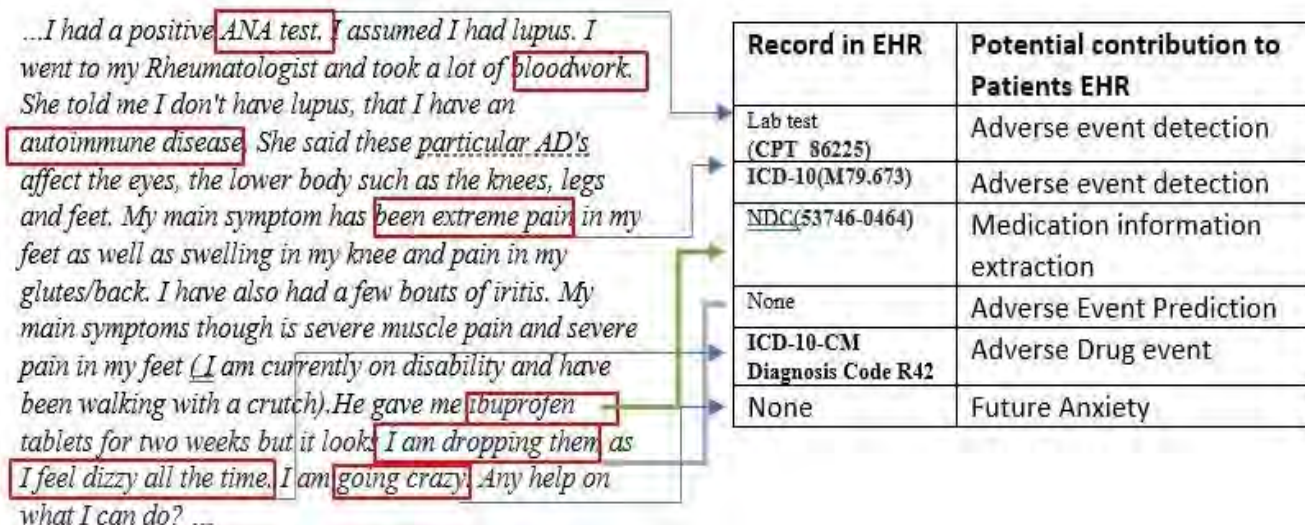 ...I had a positive ANA test. I assumed I had lupus. I
went to my Rheumatologist and took a lot of bloodwork.
She told me I don't have lupus, that I have an
autoimmune disease. She said these particular AD's
affect the eyes, the lower body such as the knees, legs
and feet. My main symptom has been extreme pain in my
feet as well as swelling in my knee and pain in my
glutes/back. I have also had a few bouts of iritis. My
main symptoms though is severe muscle pain and severe
pain in my feet (I am currently on disability and have
been walking with a crutch).He gave me ibuprofen
tablets for two weeks but it looks I am dropping them as
I feel dizzy all the time. I am going crazy. Any help on
what I can do? ...
Record in EHR
Potential contribution to
Patients EHR
Lab test
(CPT 86225)
Adverse event detection
ICD-10(M79.673)
Adverse event detection
NDC(53746-0464)
Medication information
extraction
None
Adverse Event Prediction
ICD-10-CM
Diagnosis Code R42
Adverse Drug event
None
Future Anxiety